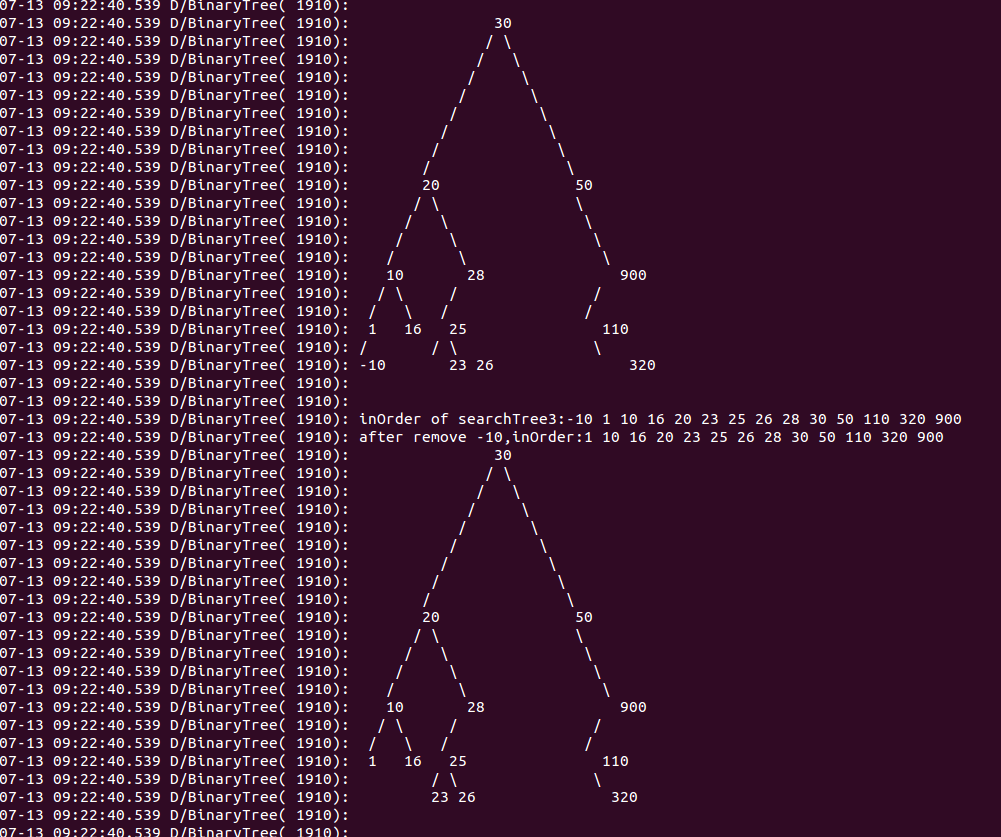 07-13 09:22:40.539 D/BinaryTree( 1910):
07-13 09:22:40.539 D/BinaryTree( 1910):                 30
07-13 09:22:40.539 D/BinaryTree( 1910):                / \
07-13 09:22:40.539 D/BinaryTree( 1910):               /   \
07-13 09:22:40.539 D/BinaryTree( 1910):              /     \
07-13 09:22:40.539 D/BinaryTree( 1910):             /       \
07-13 09:22:40.539 D/BinaryTree( 1910):            /         \
07-13 09:22:40.539 D/BinaryTree( 1910):           /           \
07-13 09:22:40.539 D/BinaryTree( 1910):          /             \
07-13 09:22:40.539 D/BinaryTree( 1910):         /               \
07-13 09:22:40.539 D/BinaryTree( 1910):         20               50
07-13 09:22:40.539 D/BinaryTree( 1910):        / \               \
07-13 09:22:40.539 D/BinaryTree( 1910):       /   \               \
07-13 09:22:40.539 D/BinaryTree( 1910):      /     \               \
07-13 09:22:40.539 D/BinaryTree( 1910):     /       \               \
07-13 09:22:40.539 D/BinaryTree( 1910):     10       28               900
07-13 09:22:40.539 D/BinaryTree( 1910):    / \     /               /
07-13 09:22:40.539 D/BinaryTree( 1910):   /   \   /               /
07-13 09:22:40.539 D/BinaryTree( 1910):   1   16   25               110
07-13 09:22:40.539 D/BinaryTree( 1910):  /       / \               \
07-13 09:22:40.539 D/BinaryTree( 1910):  -10       23 26               320
07-13 09:22:40.539 D/BinaryTree( 1910):
07-13 09:22:40.539 D/BinaryTree( 1910):
07-13 09:22:40.539 D/BinaryTree( 1910): inOrder of searchTree3:-10 1 10 16 20 23 25 26 28 30 50 110 320 900
07-13 09:22:40.539 D/BinaryTree( 1910): after remove -10,inOrder:1 10 16 20 23 25 26 28 30 50 110 320 900
07-13 09:22:40.539 D/BinaryTree( 1910):                 30
07-13 09:22:40.539 D/BinaryTree( 1910):                / \
07-13 09:22:40.539 D/BinaryTree( 1910):               /   \
07-13 09:22:40.539 D/BinaryTree( 1910):              /     \
07-13 09:22:40.539 D/BinaryTree( 1910):             /       \
07-13 09:22:40.539 D/BinaryTree( 1910):            /         \
07-13 09:22:40.539 D/BinaryTree( 1910):           /           \
07-13 09:22:40.539 D/BinaryTree( 1910):          /             \
07-13 09:22:40.539 D/BinaryTree( 1910):         /               \
07-13 09:22:40.539 D/BinaryTree( 1910):         20               50
07-13 09:22:40.539 D/BinaryTree( 1910):        / \               \
07-13 09:22:40.539 D/BinaryTree( 1910):       /   \               \
07-13 09:22:40.539 D/BinaryTree( 1910):      /     \               \
07-13 09:22:40.539 D/BinaryTree( 1910):     /       \               \
07-13 09:22:40.539 D/BinaryTree( 1910):     10       28               900
07-13 09:22:40.539 D/BinaryTree( 1910):    / \     /               /
07-13 09:22:40.539 D/BinaryTree( 1910):   /   \   /               /
07-13 09:22:40.539 D/BinaryTree( 1910):   1   16   25               110
07-13 09:22:40.539 D/BinaryTree( 1910):          / \               \
07-13 09:22:40.539 D/BinaryTree( 1910):          23 26               320
07-13 09:22:40.539 D/BinaryTree( 1910):